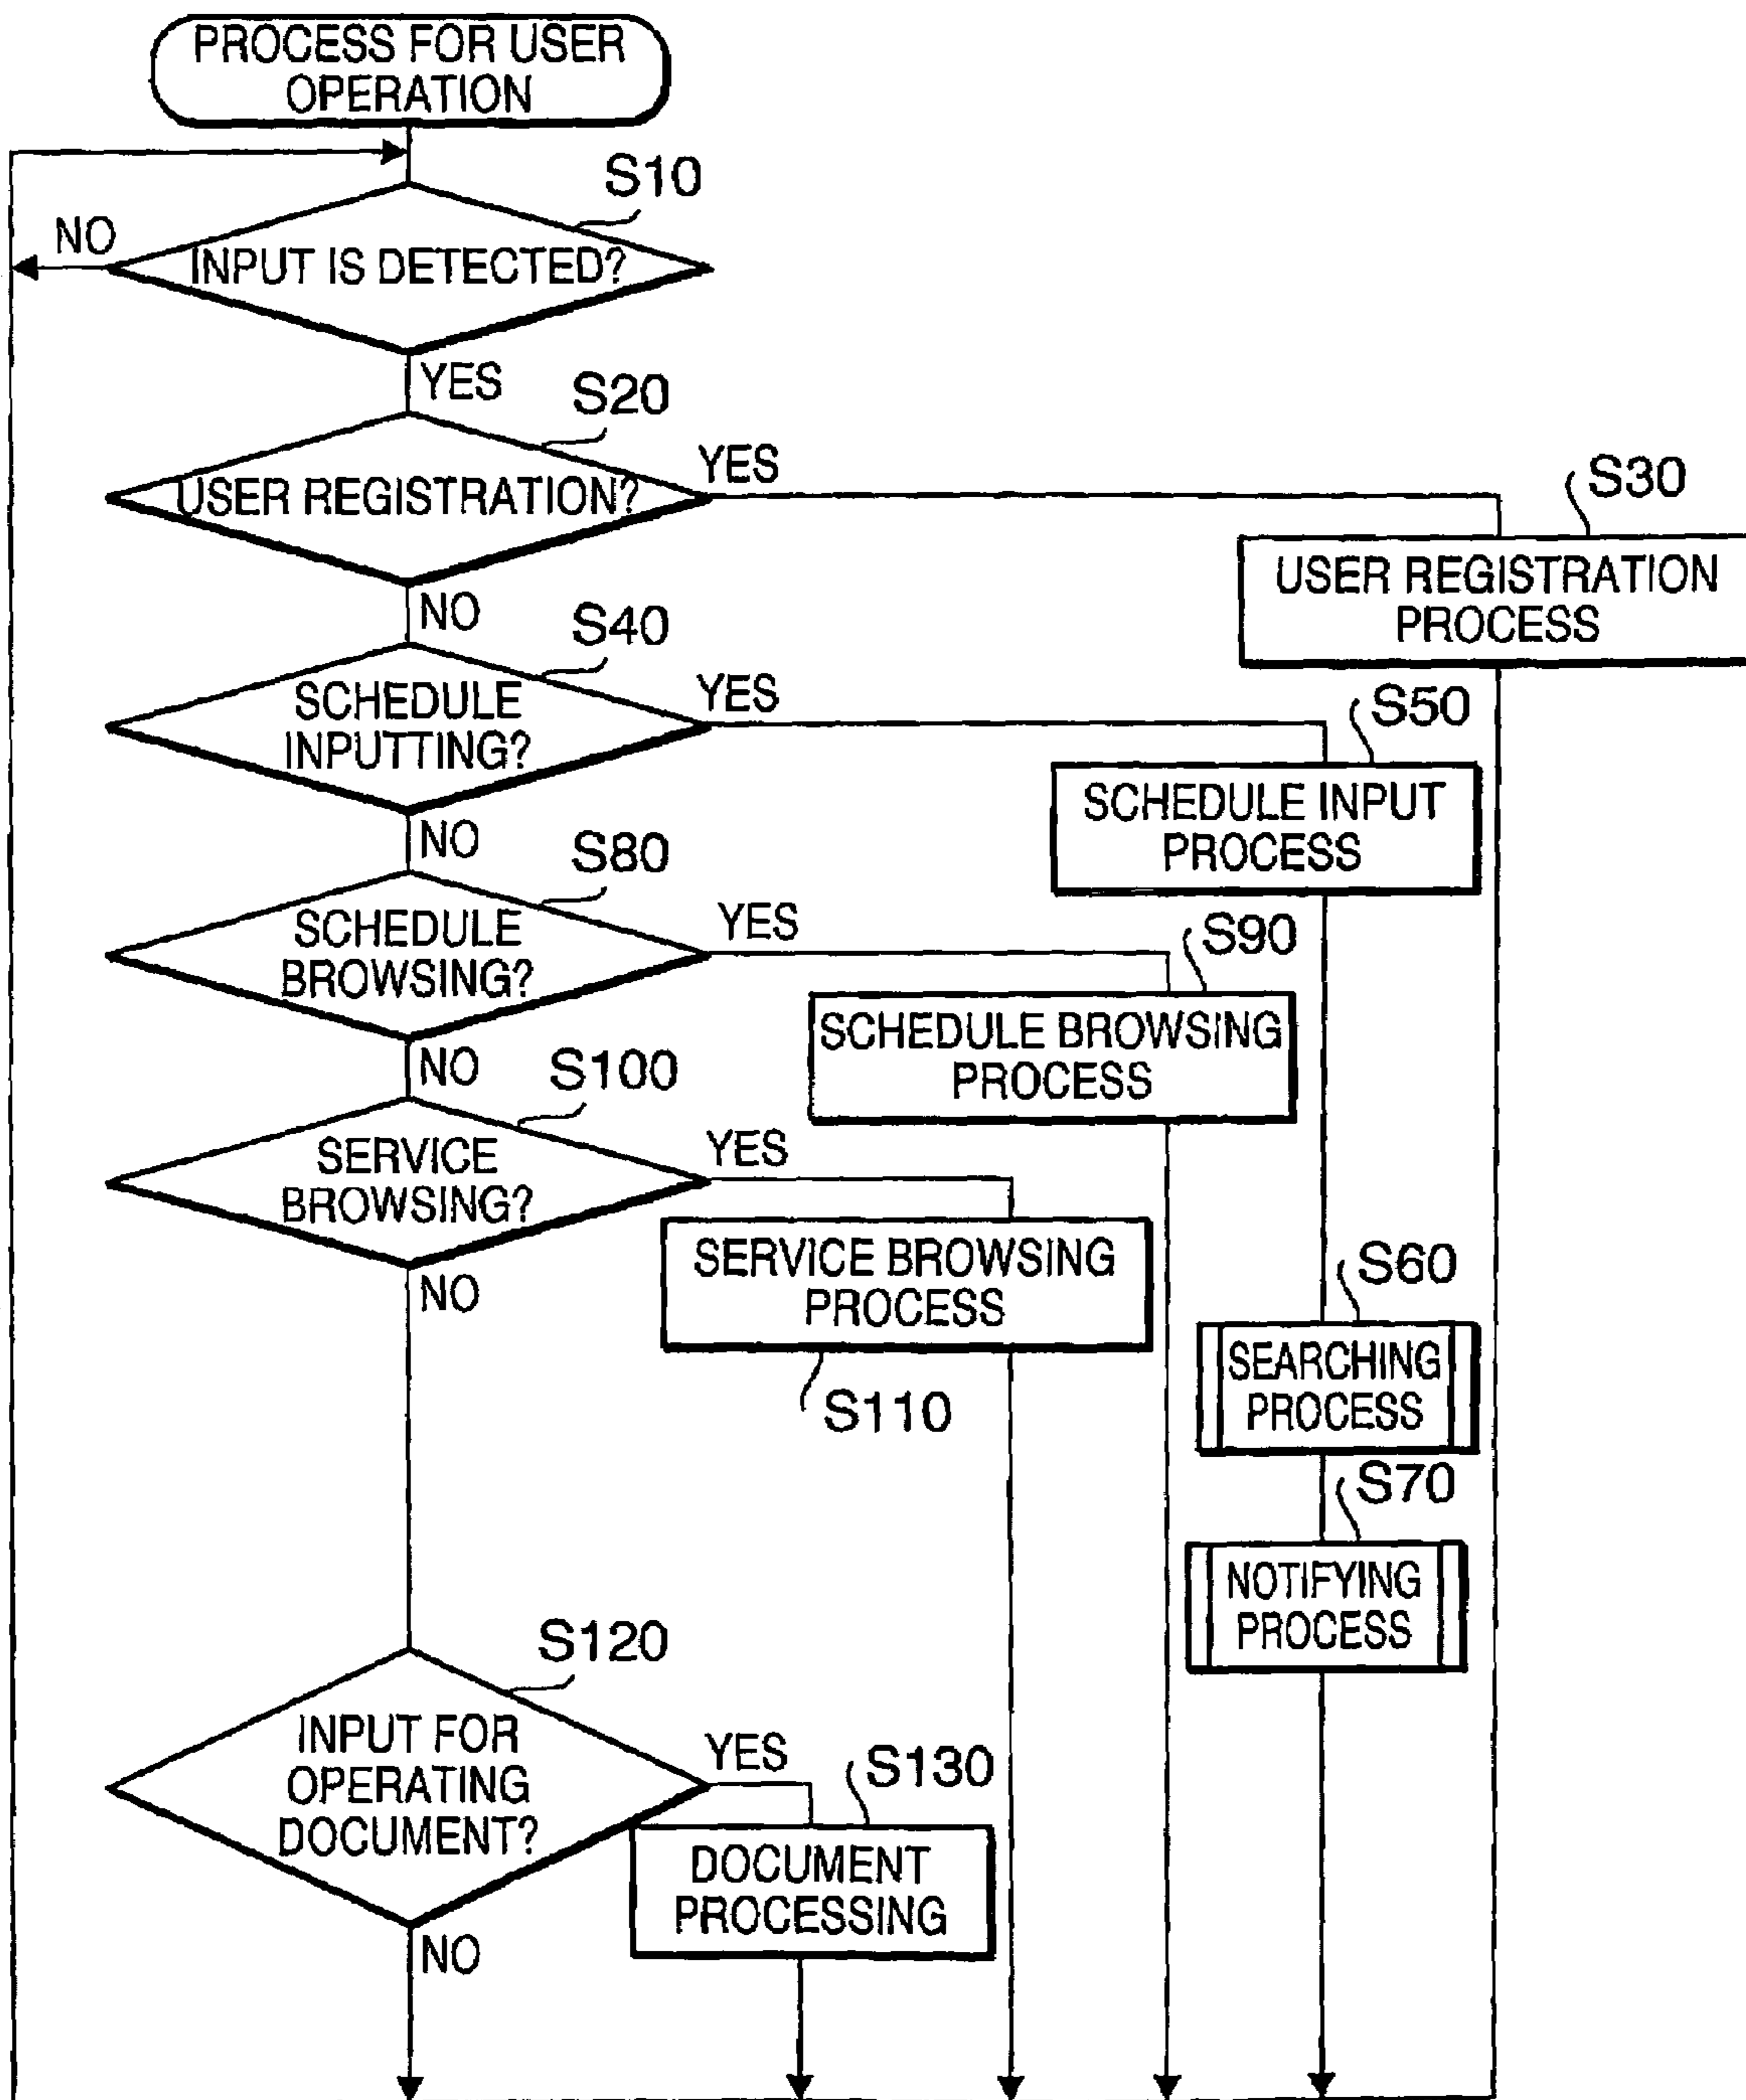 PROCESS FOR USER
OPERATION
S10
NO
INPUT IS DETECTED?
YES
S20
YES
USER REGISTRATION?
S30
USER REGISTRATION
PROCESS
NO
S40
YES
SCHEDULE
INPUTTING?
S50
SCHEDULE INPUT
PROCESS
NO
S80
YES
SCHEDULE
BROWSING?
S90
SCHEDULE BROWSING
PROCESS
NO
S100
YES
SERVICE
BROWSING?
SERVICE BROWSING
PROCESS
S110
NO
S60
SEARCHING
PROCESS
S70
NOTIFYING
PROCESS
S120
YES
INPUT FOR
OPERATING
DOCUMENT?
S130
DOCUMENT
PROCESSING
NO